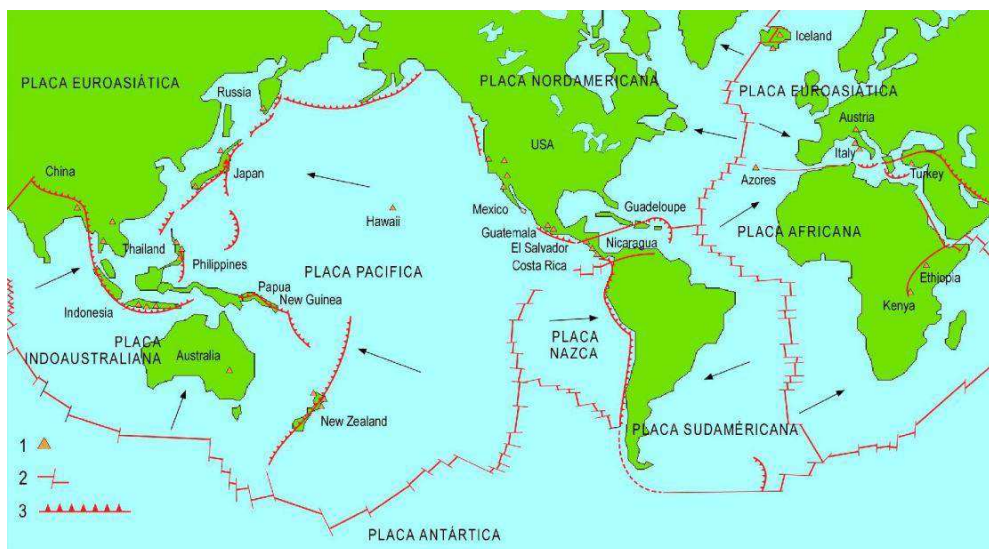 Iceland
PLACA EUROASIÁTICA
PLACA NORDAMERICANA
PLACA EUROASIÁTICA
Russia
Austria
USA
Italy
China
Japan
Azores
Turkey
Hawaii
Mexico
Guadeloupe
Guatemala
PLACA AFRICANA
Thailand
El Salvador
Nicaragua
Philippines
Costa Rica
PLACA PACIFICA
Ethiopia
Papua
New Guinea
Indonesia
Kenya
PLACA
INDOAUSTRALIANA
PLACA
NAZCA
Australia
New Zealand
PLACA SUDAMÉRICANA
1
2
3
PLACA ANTÁRTICA